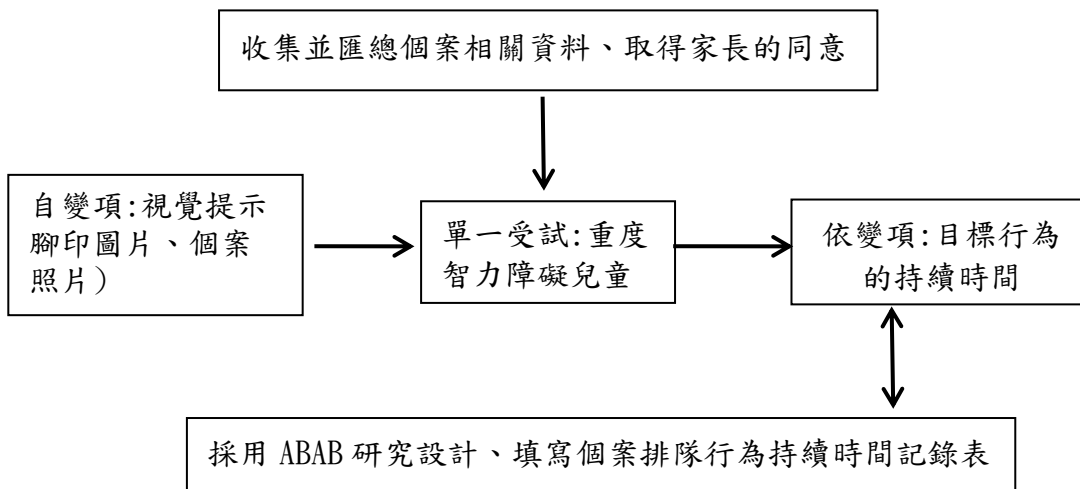 收集並匯總個案相關資料、取得家長的同意
自變項:視覺提示
腳印圖片、個案
照片)
單一受試:重度
智力障礙兒童
依變項:目標行為
的持續時間
採用 ABAB 研究設計、填寫個案排隊行為持續時間記錄表